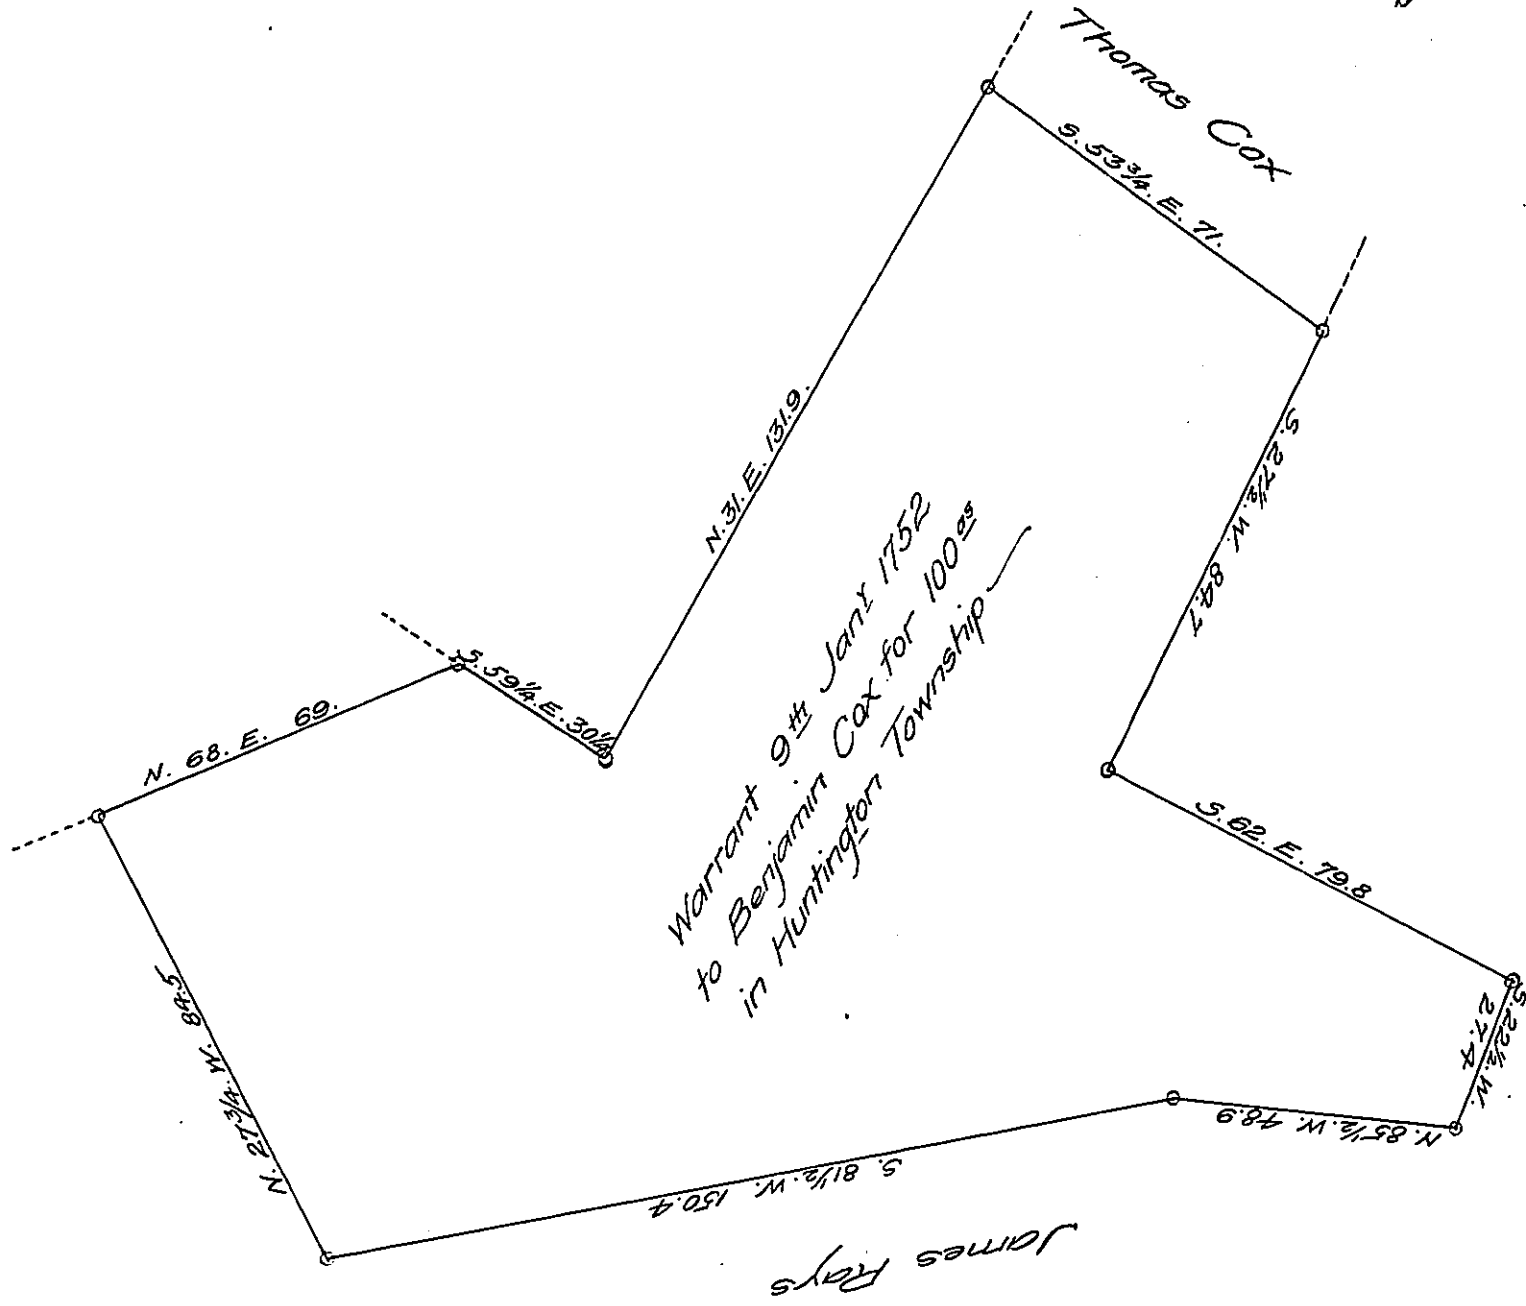 Thomas Cox
S. 53¾. E. 71.
N. 31. E. 131.9.
S. 27½. W. 84.7
S. 59¼. E. 30¼
N. 68. E. 69.
Warrant 9th Jany 1752
to Benjamin Cox for 100as
in Huntington Township
S. 62. E. 79.8
S. 22½. W.
27.4
N. 85½. W. 48.9
S. 81½. W. 150.4
N. 27¾. W. 84.5
James Rays